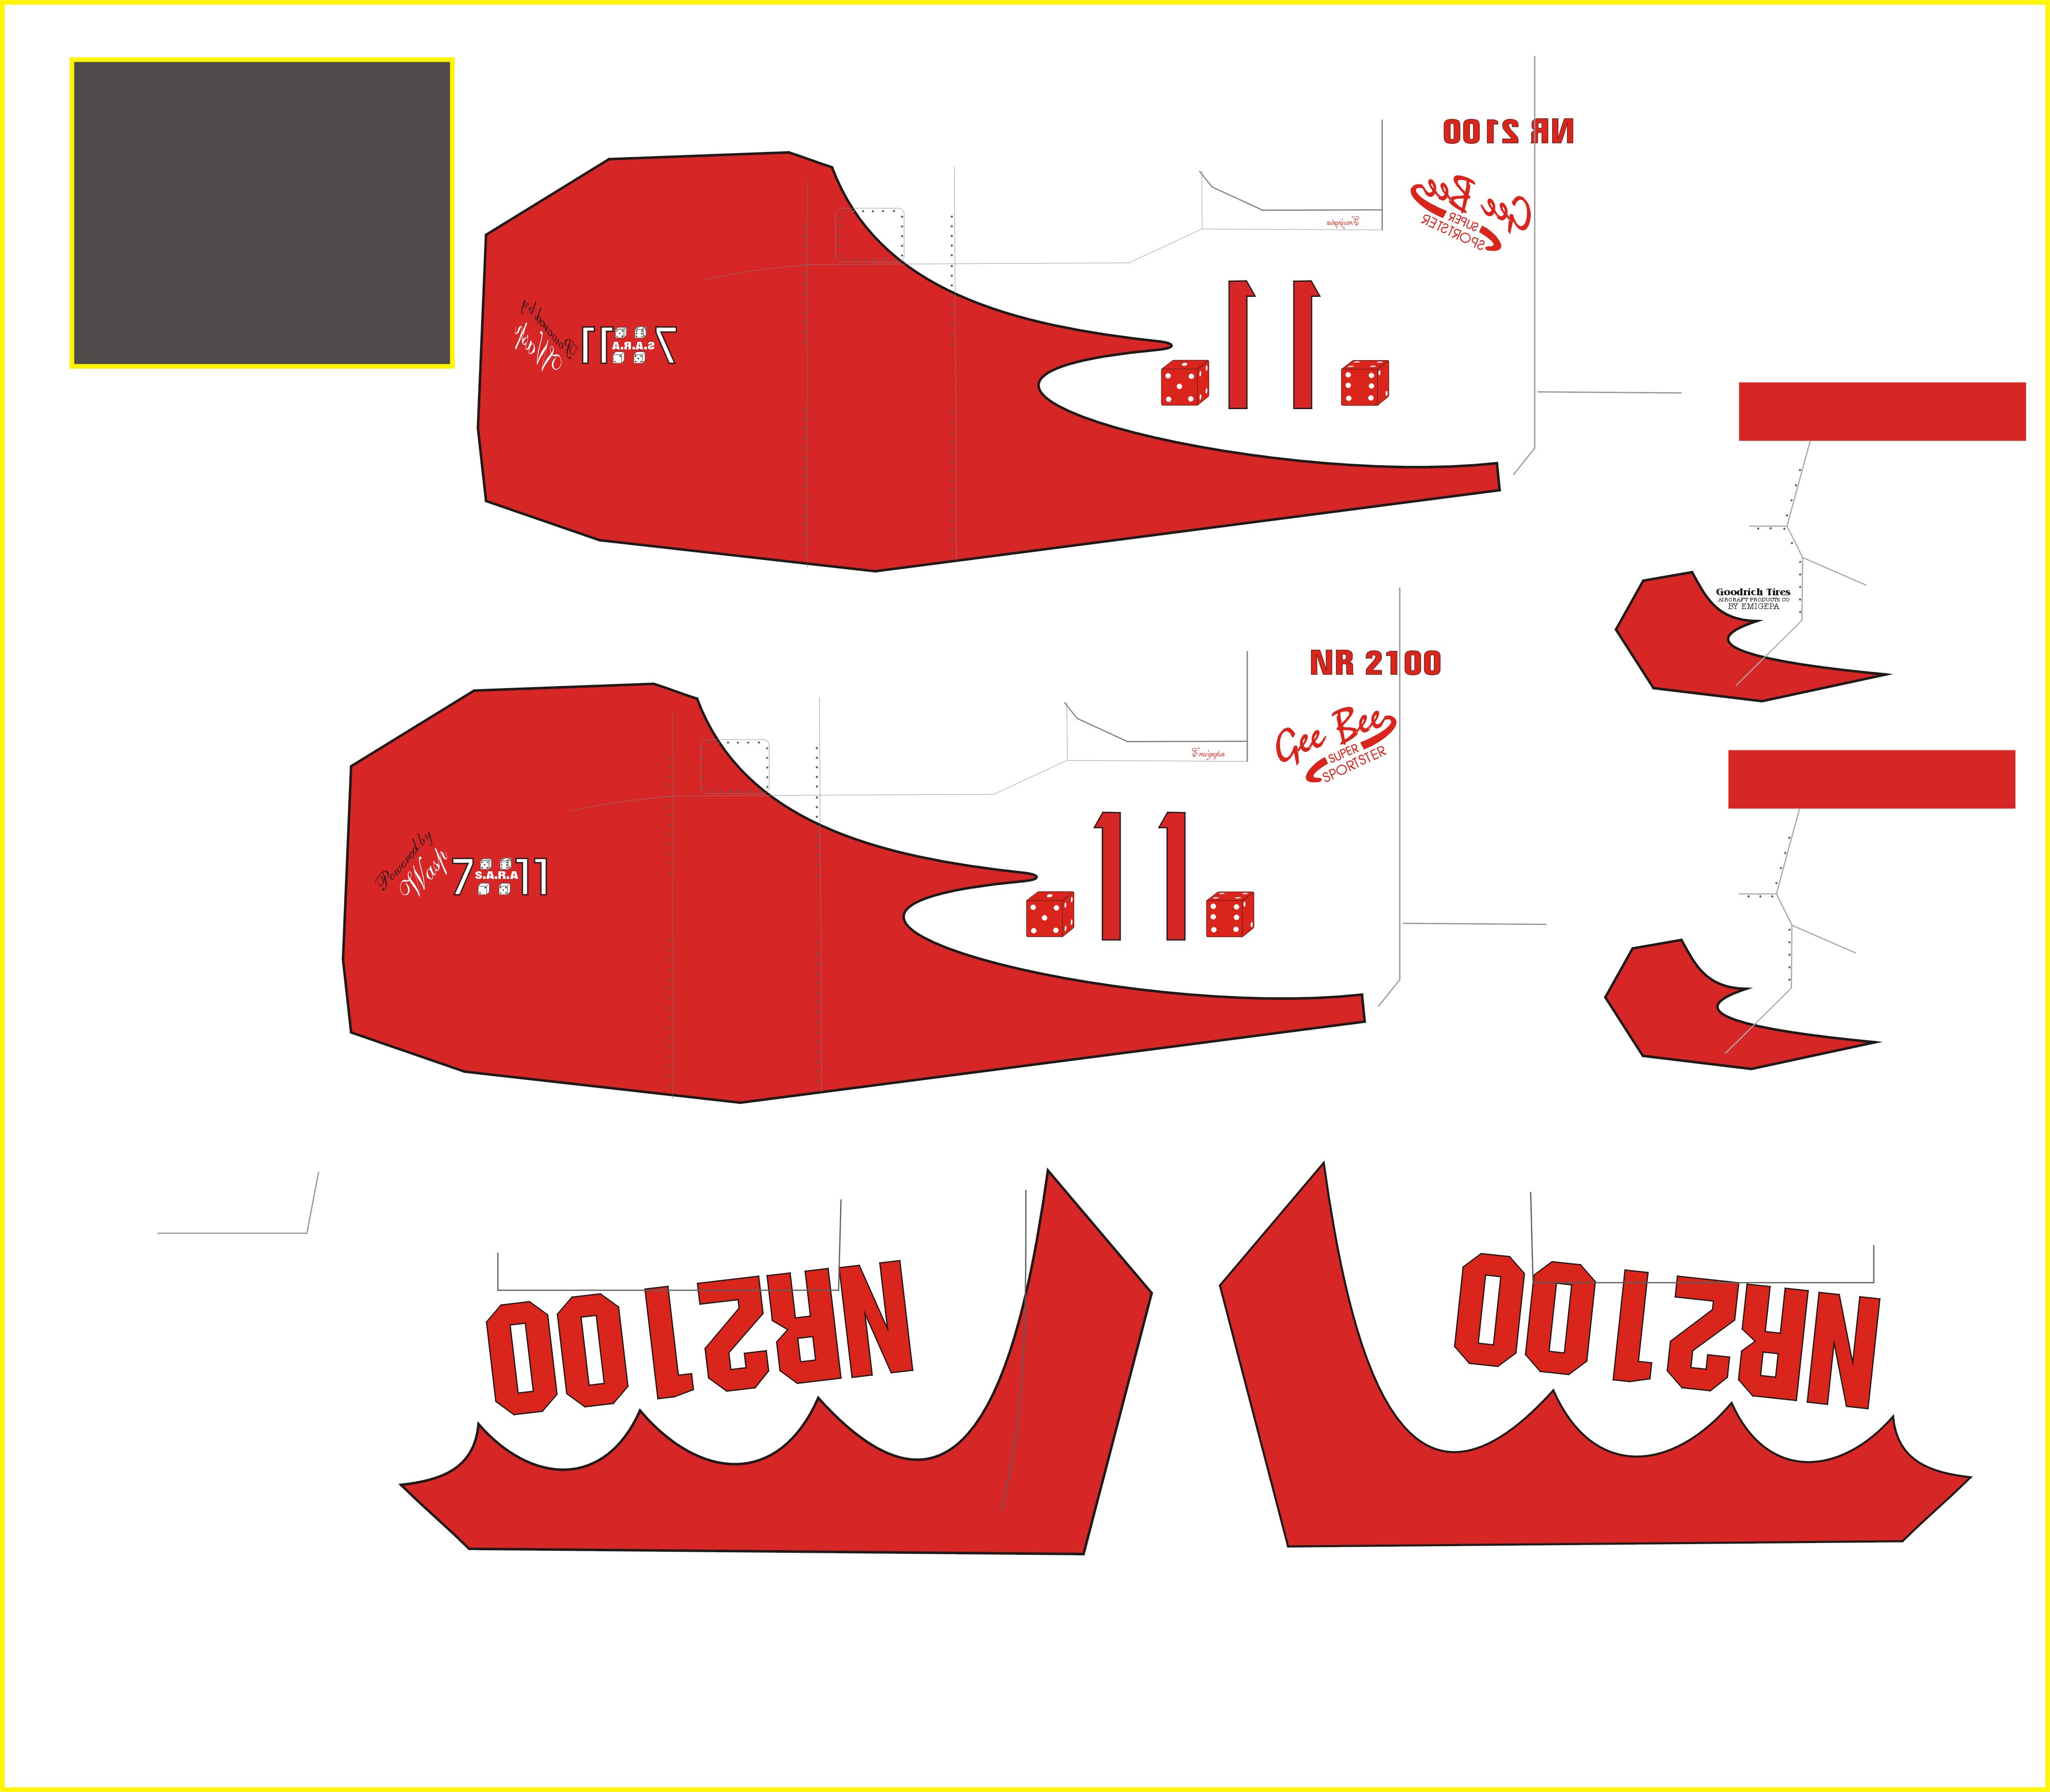 NR 2100
Gee Bee
SUPER
SPORTSTER
Emigepa
11
Powered by
Wash
7 11
S.A.R.A
Goodrich Tires
AIRCRAFT PRODUCTS CO
BY EMIGEPA
NR 2100
Gee Bee
SUPER
SPORTSTER
Emigepa
11
Powered by
Wash
7 11
S.A.R.A
NR2100
NR2100